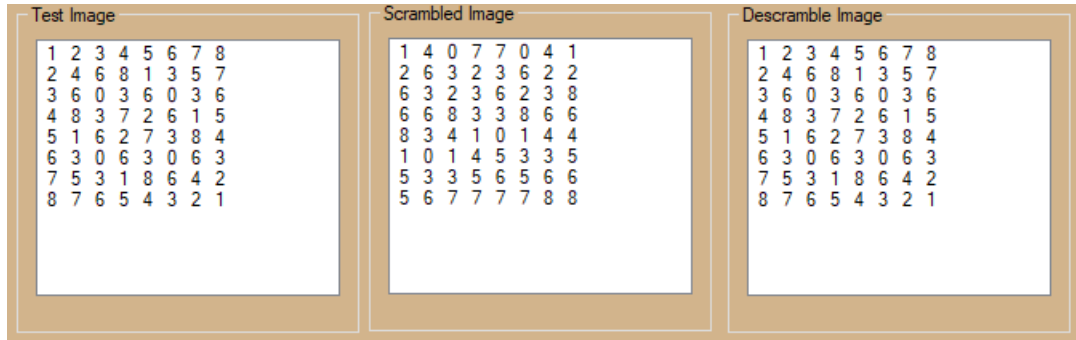 Test Image
1 2 3 4 5 6 7 8
2 4 6 8 1 3 5 7
3 6 0 3 6 0 3 6
4 8 3 7 2 6 1 5
5 1 6 2 7 3 8 4
6 3 0 6 3 0 6 3
7 5 3 1 8 6 4 2
8 7 6 5 4 3 2 1
Scrambled Image
1 4 0 7 7 0 4 1
2 6 3 2 3 6 2 2
6 3 2 3 6 2 3 8
6 6 8 3 3 8 6 6
8 3 4 1 0 1 4 4
1 0 1 4 5 3 3 5
5 3 3 5 6 5 6 6
5 6 7 7 7 7 8 8
Descramble Image
1 2 3 4 5 6 7 8
2 4 6 8 1 3 5 7
3 6 0 3 6 0 3 6
4 8 3 7 2 6 1 5
5 1 6 2 7 3 8 4
6 3 0 6 3 0 6 3
7 5 3 1 8 6 4 2
8 7 6 5 4 3 2 1